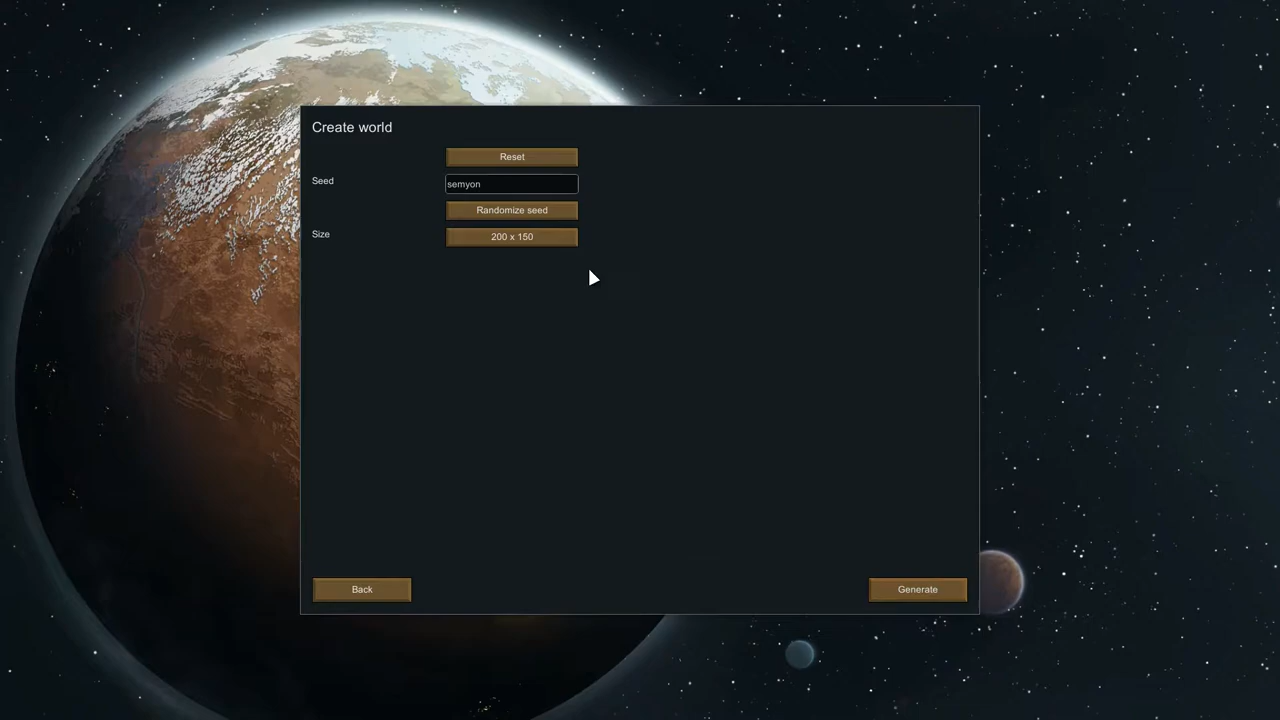 Create world
Reset
Seed
semyon
Randomize seed
Size
200 x 150
Back
Generate